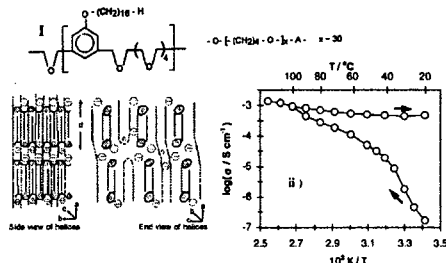 O-(CH₂)₁₆-H
I
- O-[-(CH₂)₄-O-]ₓ-A- x~30
O
O
O
4
Side view of helices
End view of helices
T / °C
100 80 60 40 20
log(σ / S cm⁻¹)
-3
-4
-5
-6
-7
ii )
2.5 2.7 2.9 3.1 3.3 3.5
10³ K / T